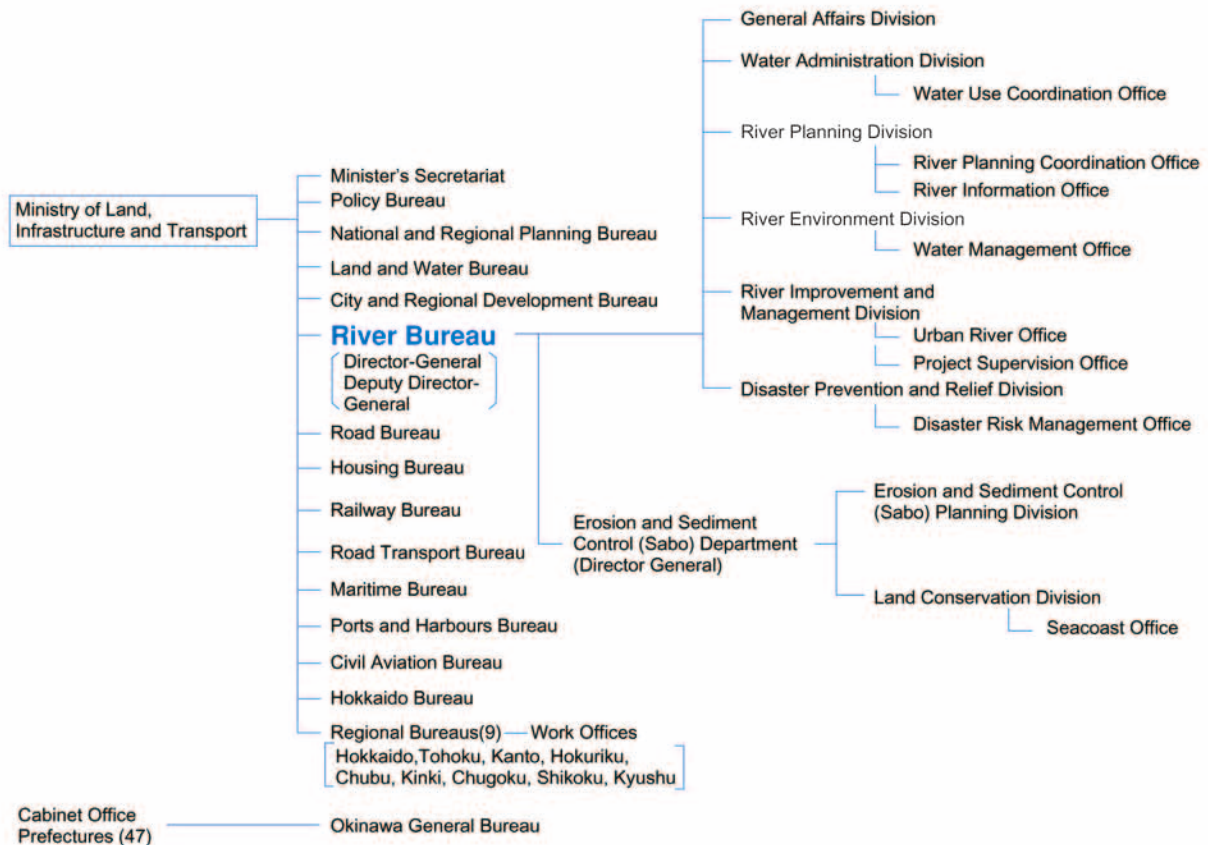 Ministry of Land,
Infrastructure and Transport
Minister's Secretariat
Policy Bureau
National and Regional Planning Bureau
Land and Water Bureau
City and Regional Development Bureau
River Bureau
Director-General
Deputy Director-
General
Road Bureau
Housing Bureau
Railway Bureau
Road Transport Bureau
Maritime Bureau
Ports and Harbours Bureau
Civil Aviation Bureau
Hokkaido Bureau
Regional Bureaus(9)
Work Offices
Hokkaido,Tohoku, Kanto, Hokuriku,
Chubu, Kinki, Chugoku, Shikoku, Kyushu
General Affairs Division
Water Administration Division
Water Use Coordination Office
River Planning Division
River Planning Coordination Office
River Information Office
River Environment Division
Water Management Office
River Improvement and
Management Division
Urban River Office
Project Supervision Office
Disaster Prevention and Relief Division
Disaster Risk Management Office
Erosion and Sediment
Control (Sabo) Department
(Director General)
Erosion and Sediment Control
(Sabo) Planning Division
Land Conservation Division
Seacoast Office
Cabinet Office
Prefectures (47)
Okinawa General Bureau